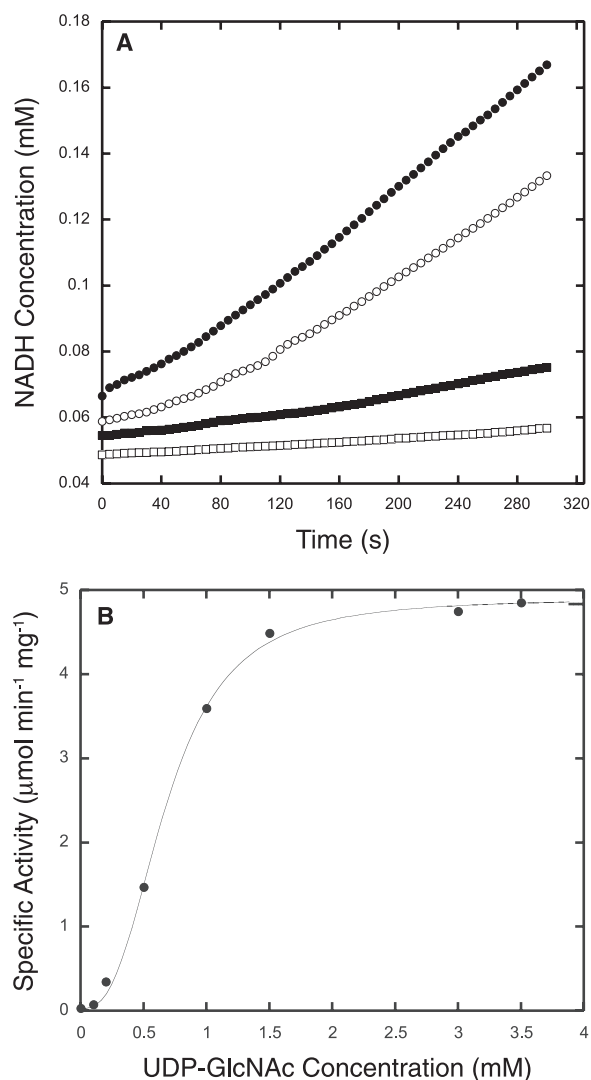 A
0.18
0.16
0.14
0.12
0.1
0.08
0.06
0.04
NADH Concentration (mM)
0 40 80 120 160 200 240 280 320
Time (s)
B
5
4
3
2
1
0
Specific Activity (µmol min⁻¹ mg⁻¹)
0 0.5 1 1.5 2 2.5 3 3.5 4
UDP-GlcNAc Concentration (mM)